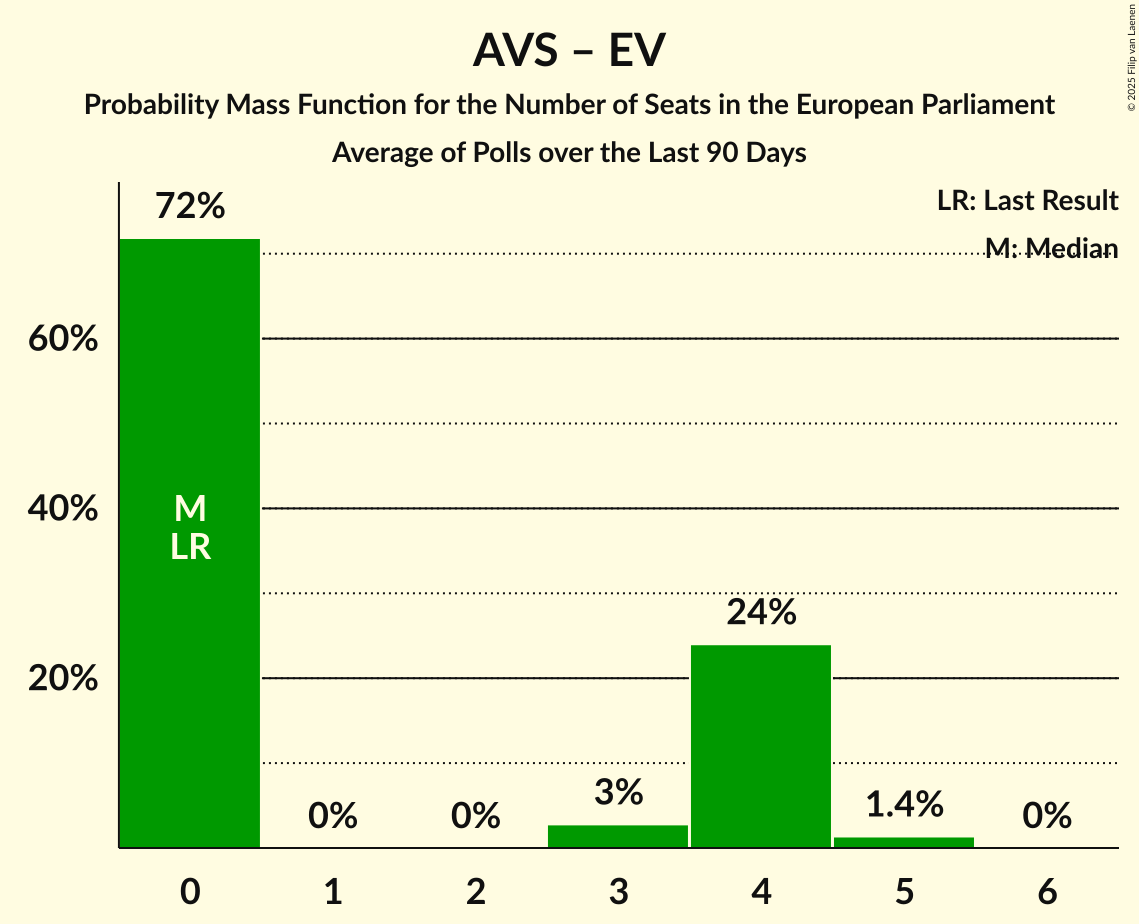 AVS – EV
Probability Mass Function for the Number of Seats in the European Parliament
Average of Polls over the Last 90 Days
© 2025 Filip van Laenen
LR: Last Result
M: Median
72%
60%
40%
20%
M
LR
0%
0%
3%
24%
1.4%
0%
0
1
2
3
4
5
6